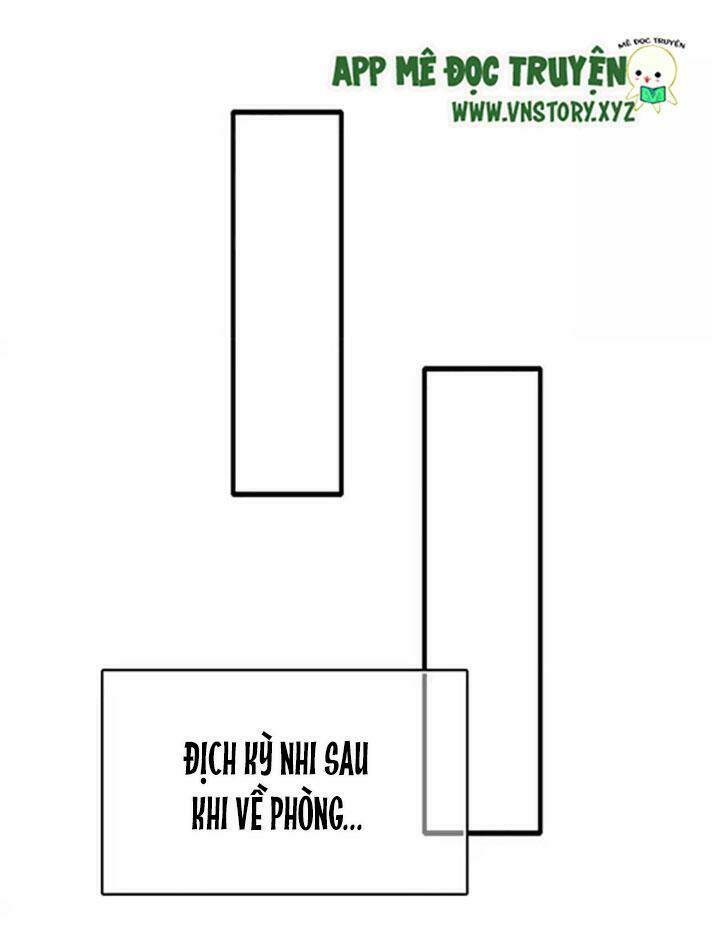 MÊ ĐỌC TRUYỆN
APP MÊ ĐỌC TRUYỆN
WWW.VNSTORY.XYZ
ĐỊCH KỲ NHI SAU
KHI VỀ PHÒNG...